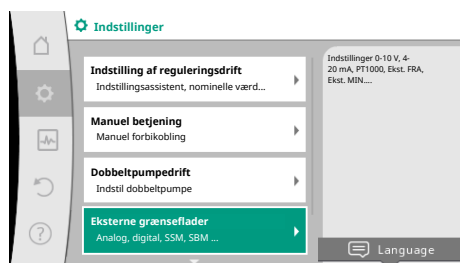 Indstillinger
Indstilling af reguleringsdrift
Indstillingsassistent, nominelle værd...
Manuel betjening
Manuel forbikobling
Dobbeltpumpedrift
Indstil dobbeltpumpe
Eksterne grænseflader
Analog, digital, SSM, SBM ...
Indstillinger 0-10 V, 4-
20 mA, PT1000, Ekst. FRA,
Ekst. MIN....
Language